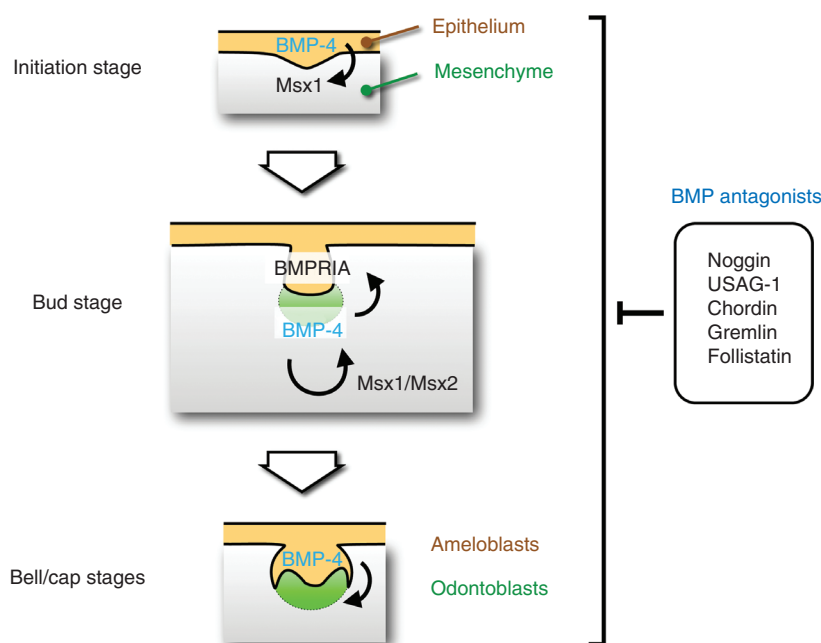 Epithelium
BMP-4
Initiation stage
Mesenchyme
Msx1
BMP antagonists
Noggin
USAG-1
Chordin
Gremlin
Follistatin
BMPRIA
Bud stage
BMP-4
Msx1/Msx2
Ameloblasts
BMP-4
Bell/cap stages
Odontoblasts